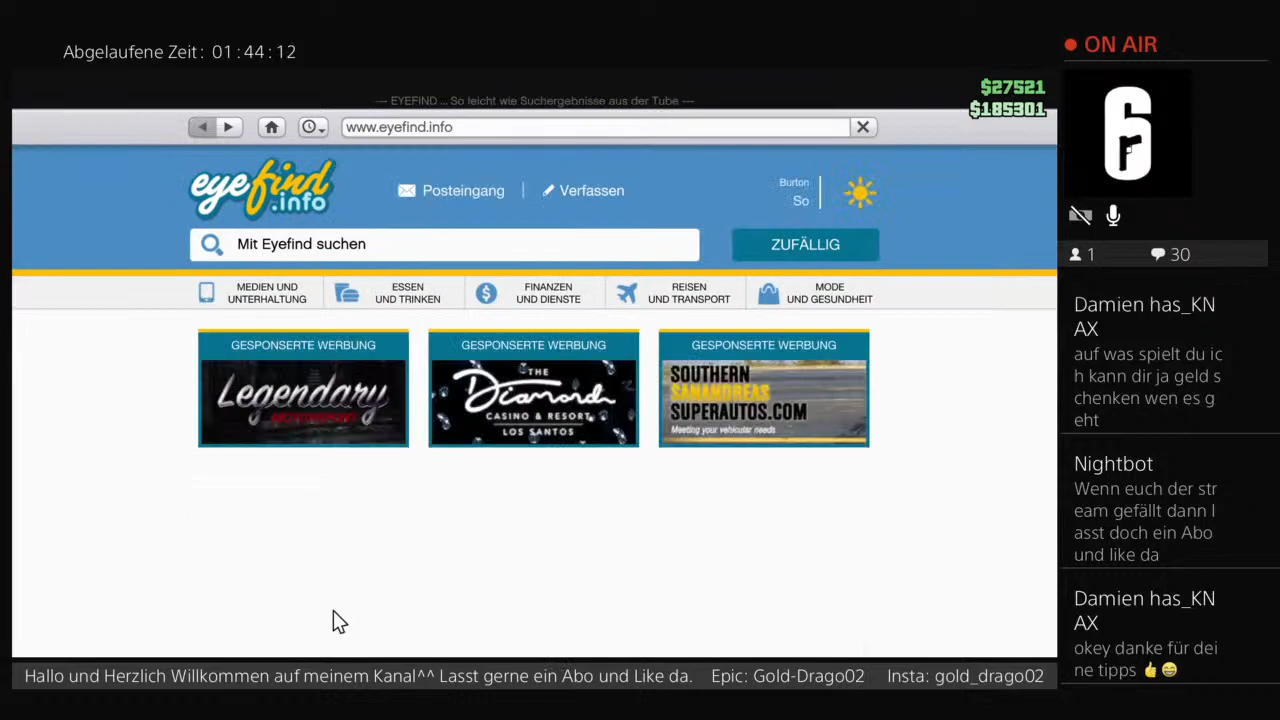 Abgelaufene Zeit: 01:44:12
ON AIR
$27521
$185301
--- EYEFIND ... So leicht wie Suchergebnisse aus der Tube ---
www.eyefind.info
eyefind
.info
Posteingang
Verfassen
Burton
So
Mit Eyefind suchen
ZUFÄLLIG
MEDIEN UND
UNTERHALTUNG
ESSEN
UND TRINKEN
FINANZEN
UND DIENSTE
REISEN
UND TRANSPORT
MODE
UND GESUNDHEIT
GESPONSERTE WERBUNG
Legendary
GESPONSERTE WERBUNG
THE
Diamond
CASINO & RESORT
LOS SANTOS
GESPONSERTE WERBUNG
SOUTHERN
SANANDREAS
SUPERAUTOS.COM
Meeting your vehicular needs
6
1
30
Damien has_KN
AX
auf was spielt du ic
h kann dir ja geld s
chenken wen es g
eht
Nightbot
Wenn euch der str
eam gefällt dann l
asst doch ein Abo
und like da
Damien has_KN
AX
okey danke für dei
ne tipps 👍😄
Hallo und Herzlich Willkommen auf meinem Kanal^^ Lasst gerne ein Abo und Like da. Epic: Gold-Drago02 Insta: gold_drago02